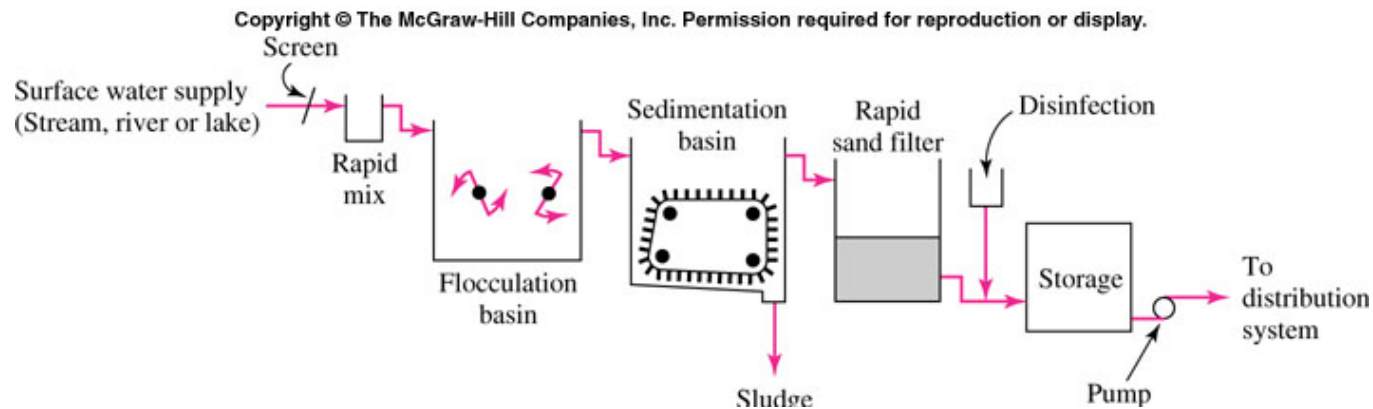 Copyright © The McGraw-Hill Companies, Inc. Permission required for reproduction or display.
Screen
Surface water supply
(Stream, river or lake)
Rapid
mix
Flocculation
basin
Sedimentation
basin
Sludge
Rapid
sand filter
Disinfection
Storage
Pump
To
distribution
system